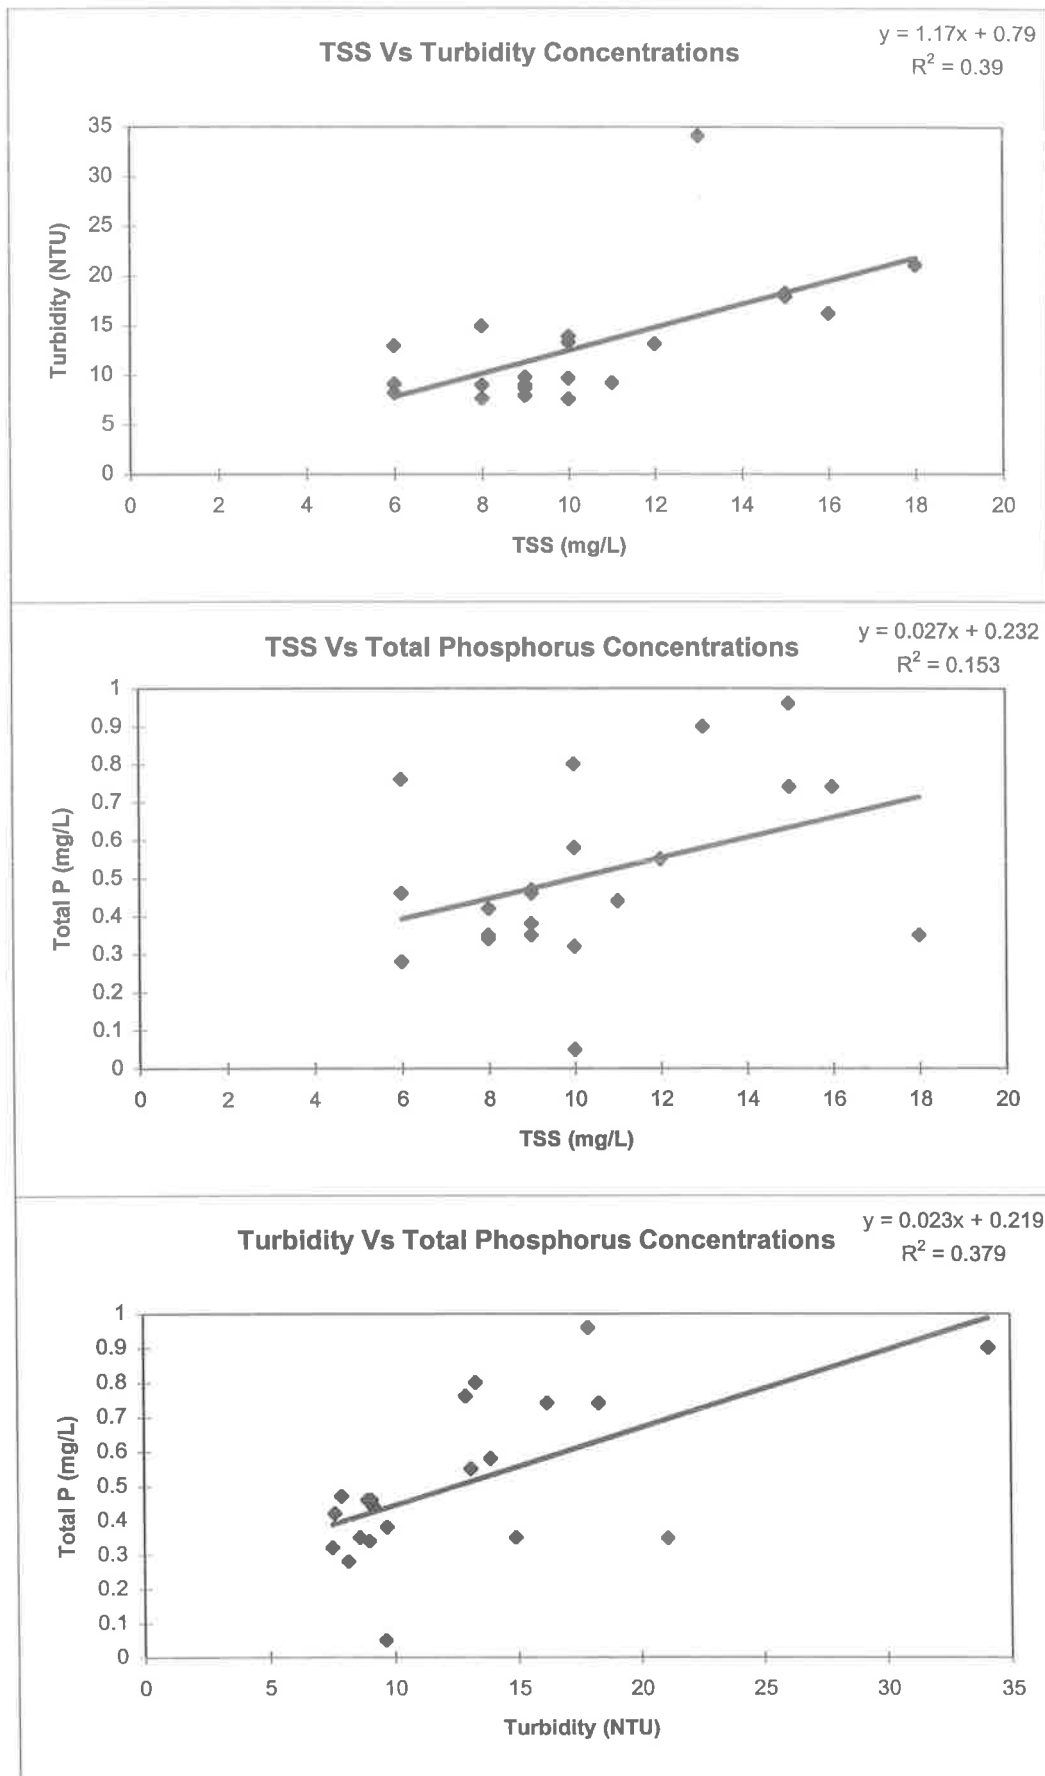 TSS Vs Turbidity Concentrations
y = 1.17x + 0.79
R² = 0.39
35
30
25
20
15
10
5
0
Turbidity (NTU)
0 2 4 6 8 10 12 14 16 18 20
TSS (mg/L)
TSS Vs Total Phosphorus Concentrations
y = 0.027x + 0.232
R² = 0.153
1
0.9
0.8
0.7
0.6
0.5
0.4
0.3
0.2
0.1
0
Total P (mg/L)
0 2 4 6 8 10 12 14 16 18 20
TSS (mg/L)
Turbidity Vs Total Phosphorus Concentrations
y = 0.023x + 0.219
R² = 0.379
1
0.9
0.8
0.7
0.6
0.5
0.4
0.3
0.2
0.1
0
Total P (mg/L)
0 5 10 15 20 25 30 35
Turbidity (NTU)